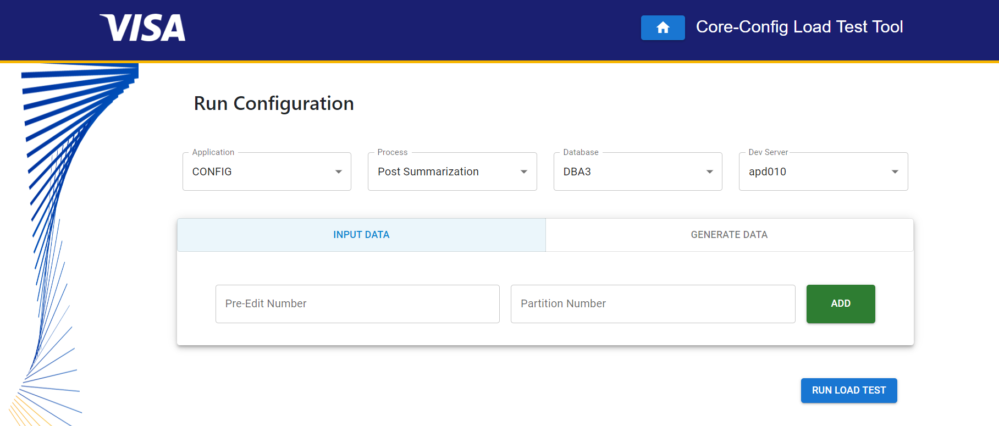 VISA
Core-Config Load Test Tool
Run Configuration
Application
CONFIG
Process
Post Summarization
Database
DBA3
Dev Server
apd010
INPUT DATA
GENERATE DATA
Pre-Edit Number
Partition Number
ADD
RUN LOAD TEST